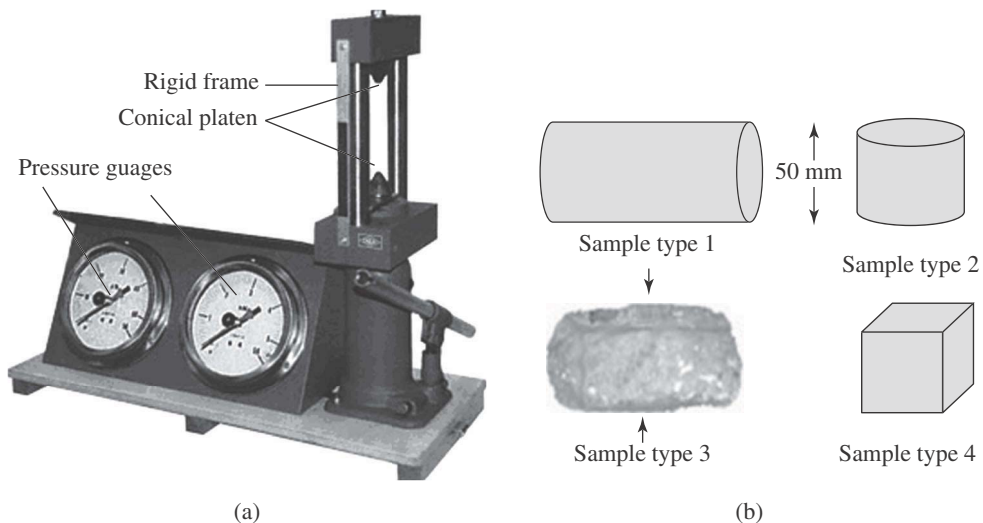 Rigid frame
Conical platen
Pressure guages
50 mm
Sample type 1
Sample type 2
Sample type 3
Sample type 4
(a)
(b)